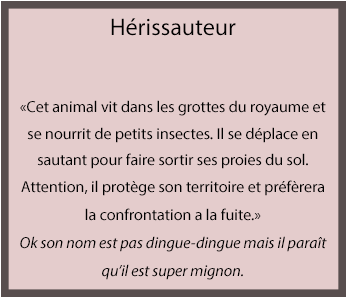 Hérissauteur
«Cet animal vit dans les grottes du royaume et
se nourrit de petits insectes. Il se déplace en
sautant pour faire sortir ses proies du sol.
Attention, il protège son territoire et préfèrera
la confrontation a la fuite.»
Ok son nom est pas dingue-dingue mais il paraît
qu'il est super mignon.